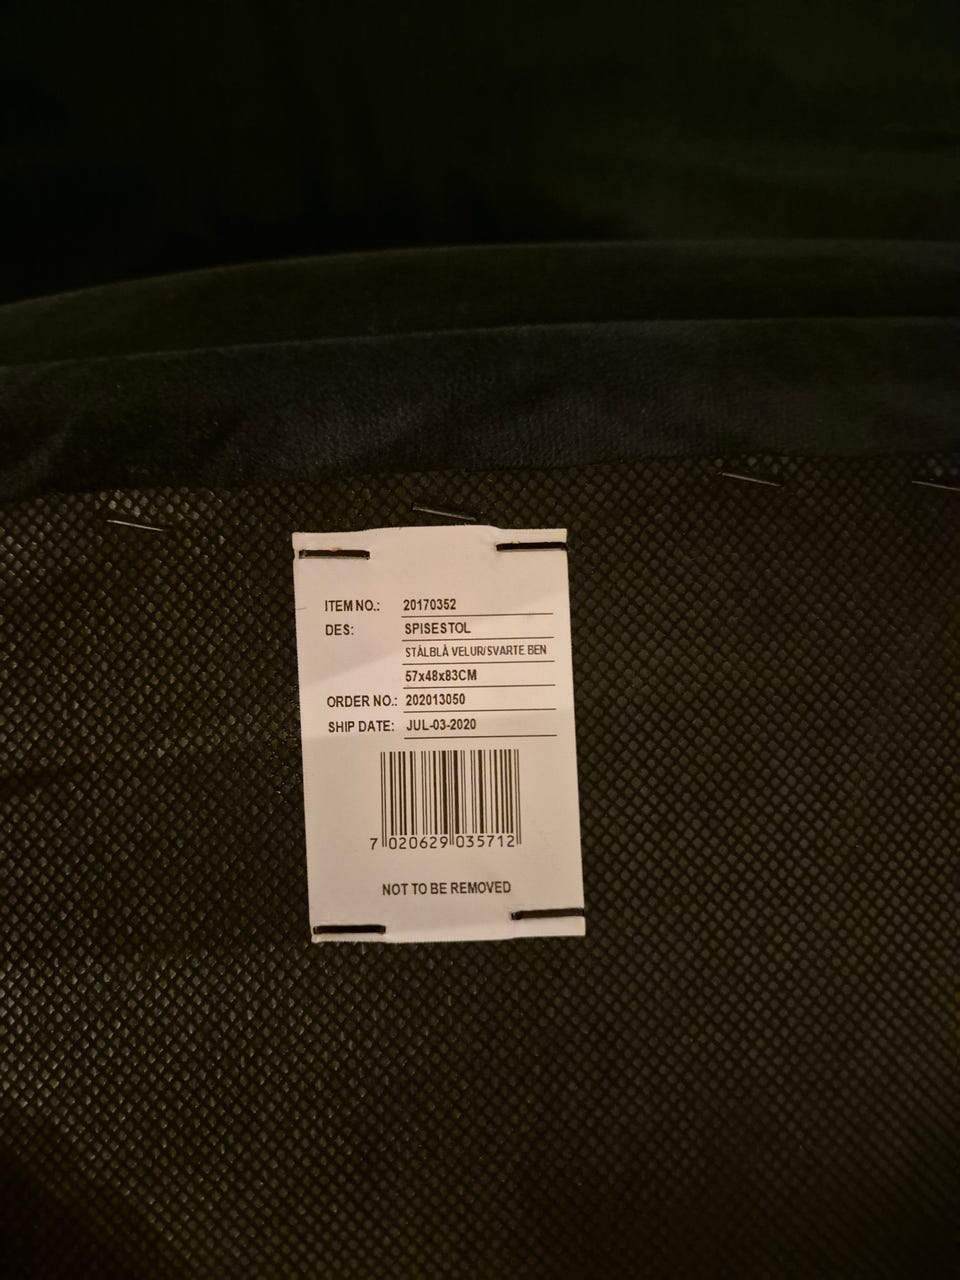 ITEM NO.: 20170352
DES: SPISESTOL
STÅLBLÅ VELUR/SVARTE BEN
57x48x83CM
ORDER NO.: 202013050
SHIP DATE: JUL-03-2020
7 020629 035712
NOT TO BE REMOVED